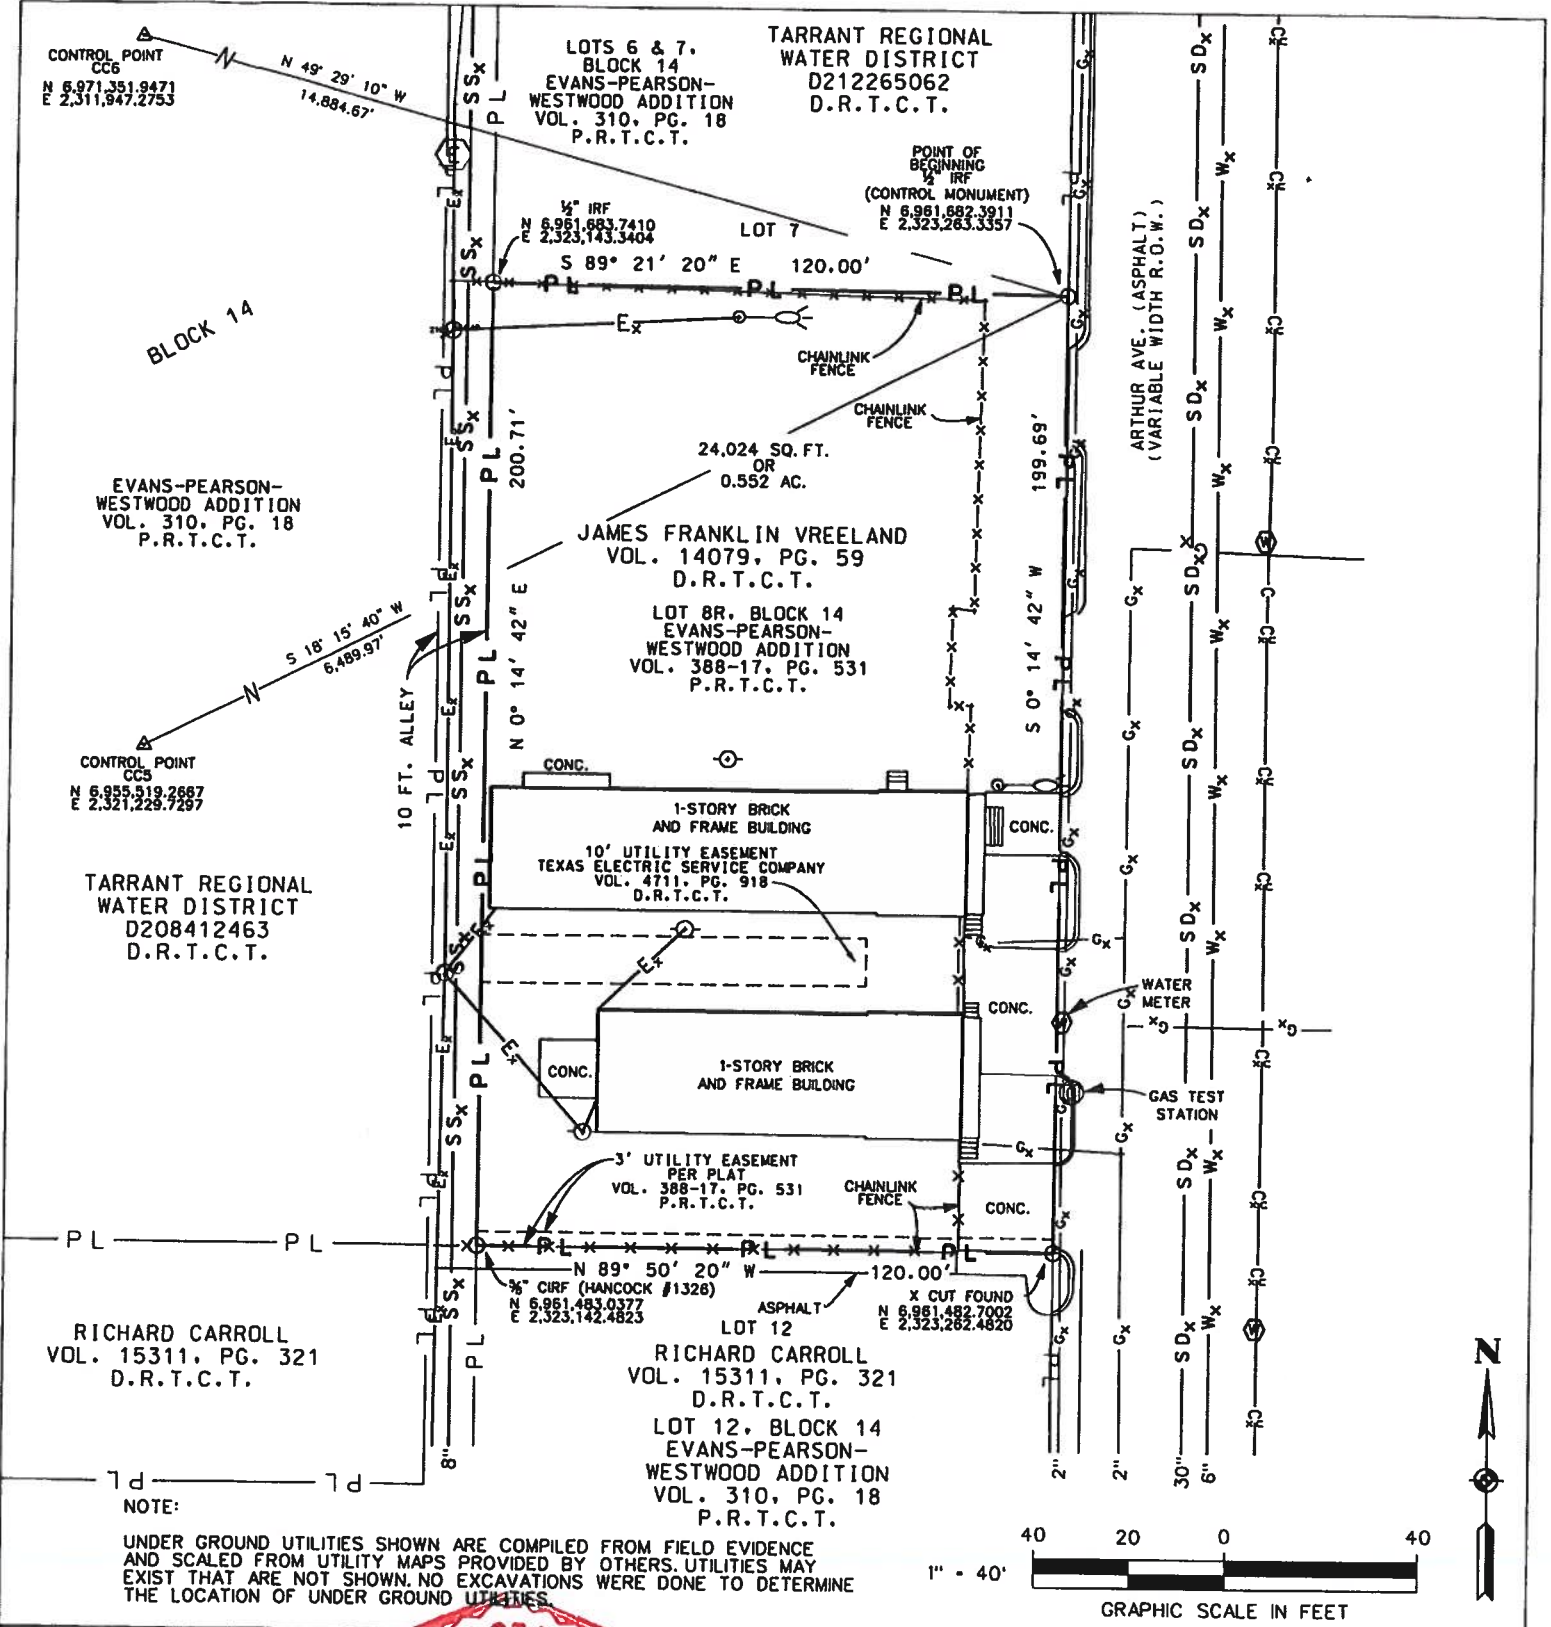 CONTROL POINT
CC6
N 6,971,351.9471
E 2,311,947.2753
N 49° 29' 10" W
14,884.67'
LOTS 6 & 7,
BLOCK 14
EVANS-PEARSON-
WESTWOOD ADDITION
VOL. 310, PG. 18
P.R.T.C.T.
TARRANT REGIONAL
WATER DISTRICT
D212265062
D.R.T.C.T.
POINT OF
BEGINNING
½" IRF
(CONTROL MONUMENT)
N 6,961,682.3911
E 2,323,263.3357
½" IRF
N 6,961,683.7410
E 2,323,143.3404
LOT 7
S 89° 21' 20" E 120.00'
BLOCK 14
CHAINLINK
FENCE
CHAINLINK
FENCE
ARTHUR AVE. (ASPHALT)
(VARIABLE WIDTH R.O.W.)
200.71'
199.69'
24,024 SQ.FT.
OR
0.552 AC.
EVANS-PEARSON-
WESTWOOD ADDITION
VOL. 310, PG. 18
P.R.T.C.T.
JAMES FRANKLIN VREELAND
VOL. 14079, PG. 59
D.R.T.C.T.
LOT 8R, BLOCK 14
EVANS-PEARSON-
WESTWOOD ADDITION
VOL. 388-17, PG. 531
P.R.T.C.T.
N 0° 14' 42" E
S 0° 14' 42" W
S 18° 15' 40" W
6,489.97'
10 FT. ALLEY
CONTROL POINT
CC5
N 6,955,519.2667
E 2,321,229.7297
CONC.
1-STORY BRICK
AND FRAME BUILDING
CONC.
10' UTILITY EASEMENT
TEXAS ELECTRIC SERVICE COMPANY
VOL. 4711, PG. 918
D.R.T.C.T.
TARRANT REGIONAL
WATER DISTRICT
D208412463
D.R.T.C.T.
CONC.
WATER
METER
CONC.
1-STORY BRICK
AND FRAME BUILDING
GAS TEST
STATION
3' UTILITY EASEMENT
PER PLAT
VOL. 388-17, PG. 531
P.R.T.C.T.
CHAINLINK
FENCE
CONC.
PL PL
N 89° 50' 20" W 120.00'
⅝" CIRF (HANCOCK #1326)
N 6,961,483.0377
E 2,323,142.4823
ASPHALT
X CUT FOUND
N 6,961,482.7002
E 2,323,262.4820
LOT 12
RICHARD CARROLL
VOL. 15311, PG. 321
D.R.T.C.T.
RICHARD CARROLL
VOL. 15311, PG. 321
D.R.T.C.T.
LOT 12, BLOCK 14
EVANS-PEARSON-
WESTWOOD ADDITION
VOL. 310, PG. 18
P.R.T.C.T.
8"
2"
2"
30"
6"
N
PL PL
NOTE:
UNDER GROUND UTILITIES SHOWN ARE COMPILED FROM FIELD EVIDENCE
AND SCALED FROM UTILITY MAPS PROVIDED BY OTHERS. UTILITIES MAY
EXIST THAT ARE NOT SHOWN. NO EXCAVATIONS WERE DONE TO DETERMINE
THE LOCATION OF UNDER GROUND UTILITIES.
40 20 0 40
1" - 40'
GRAPHIC SCALE IN FEET